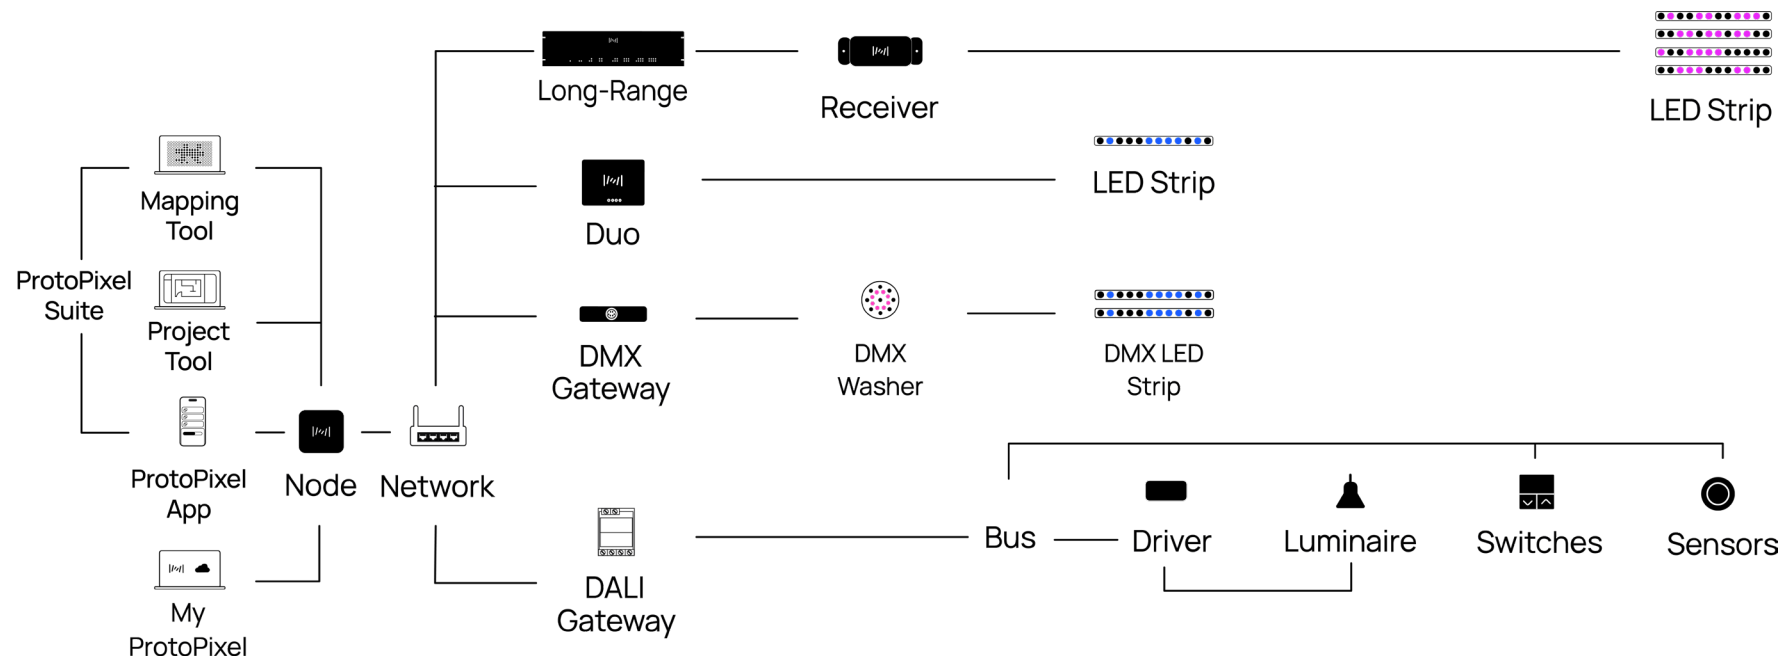 Long-Range
Receiver
LED Strip
Mapping
Tool
Duo
LED Strip
ProtoPixel
Suite
Project
Tool
DMX
Gateway
DMX
Washer
DMX LED
Strip
ProtoPixel
App
Node
Network
Bus
Driver
Luminaire
Switches
Sensors
DALI
Gateway
My
ProtoPixel